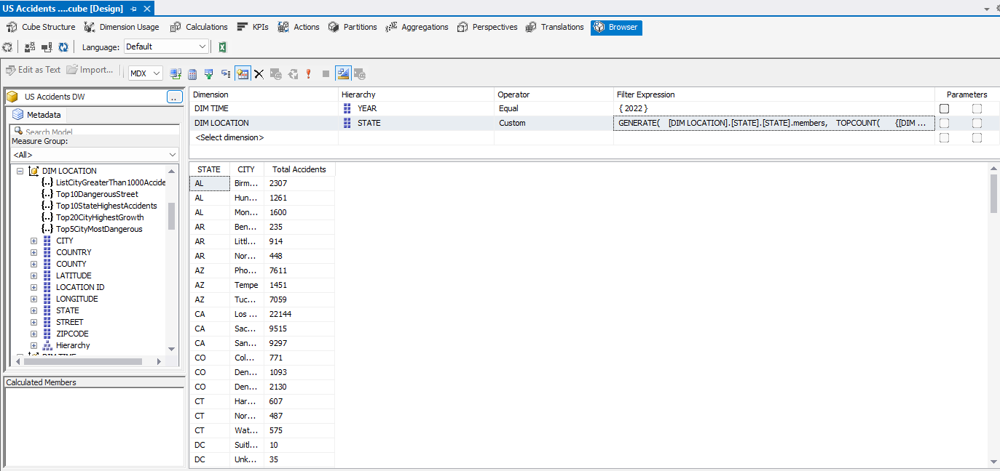 US Accidents ....cube [Design]
Cube Structure Dimension Usage Calculations KPIs Actions Partitions Aggregations Perspectives Translations Browser
Language: Default
Edit as Text Import... MDX
US Accidents DW ..
Metadata
Search Model
Measure Group:
<All>
DIM LOCATION
ListCityGreaterThan1000Accide
Top10DangerousStreet
Top10StateHighestAccidents
Top20CityHighestGrowth
Top5CityMostDangerous
CITY
COUNTRY
COUNTY
LATITUDE
LOCATION ID
LONGITUDE
STATE
STREET
ZIPCODE
Hierarchy
DIM TIME
Calculated Members
Dimension Hierarchy Operator Filter Expression Parameters
DIM TIME YEAR Equal { 2022 }
DIM LOCATION STATE Custom GENERATE( [DIM LOCATION].[STATE].[STATE].members, TOPCOUNT( {[DIM ...
<Select dimension>
STATE CITY Total Accidents
AL Birm... 2307
AL Hun... 1261
AL Mon... 1600
AR Ben... 235
AR Littl... 914
AR Nor... 448
AZ Pho... 7611
AZ Tempe 1451
AZ Tuc... 7059
CA Los ... 22144
CA Sac... 9515
CA San... 9297
CO Col... 771
CO Den... 1093
CO Den... 2130
CT Har... 607
CT Nor... 487
CT Wat... 575
DC Suitl... 10
DC Unk... 35